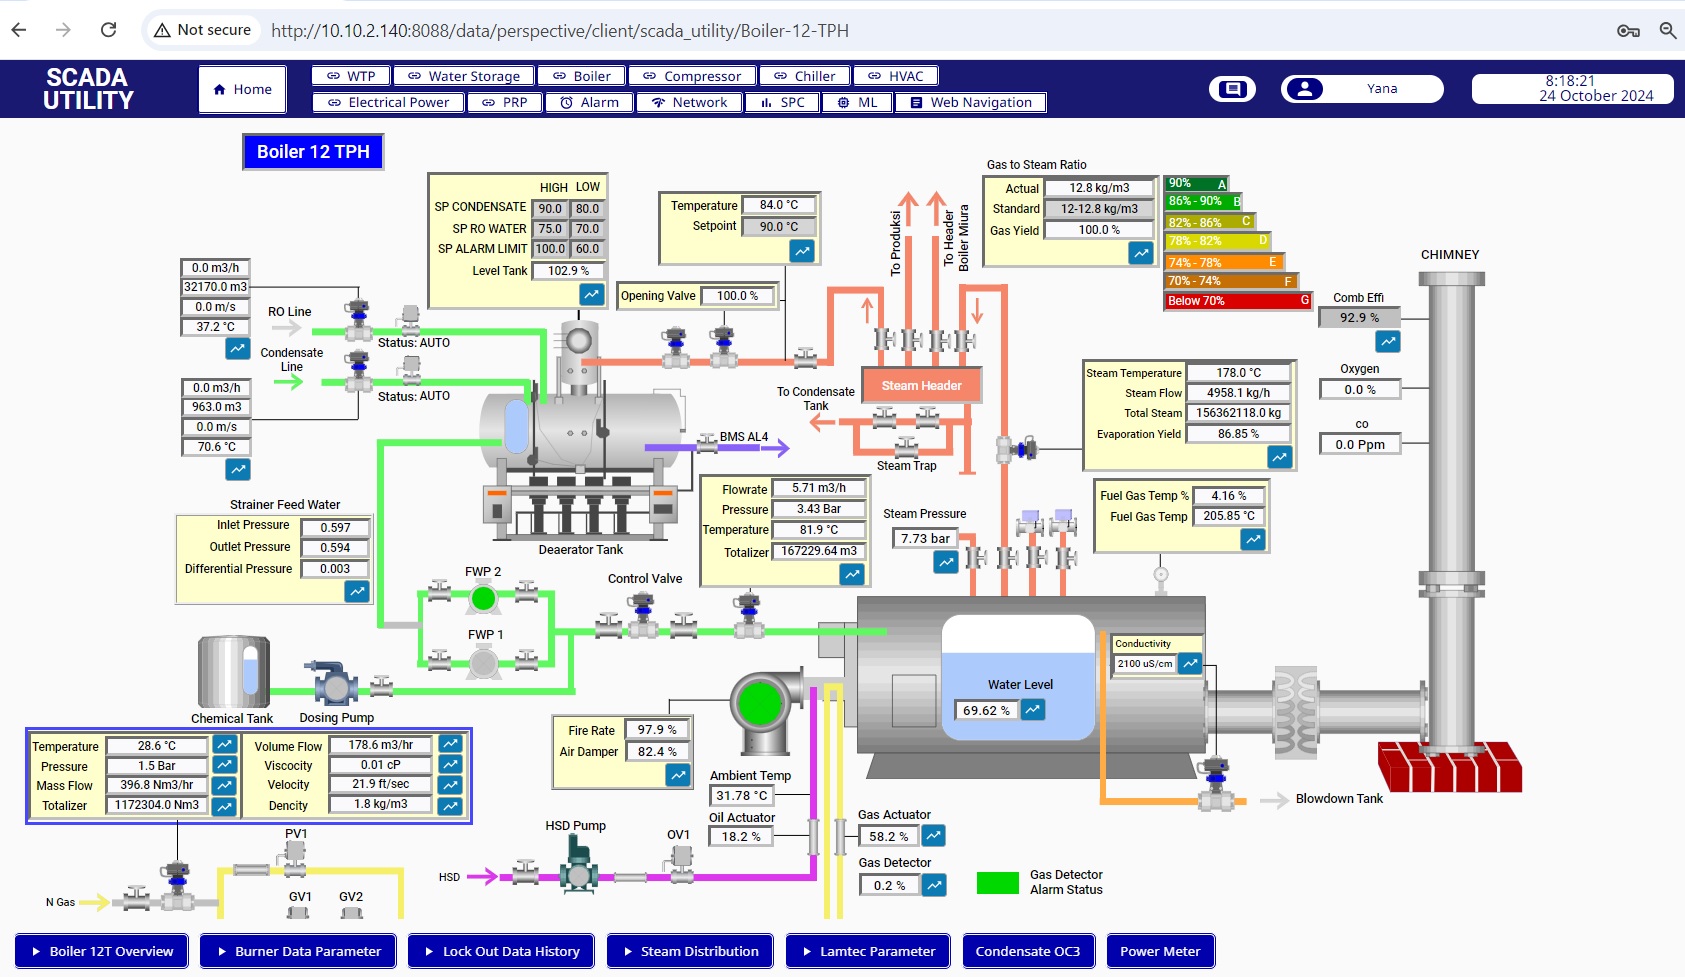 Not secure
http://10.10.2.140:8088/data/perspective/client/scada_utility/Boiler-12-TPH
SCADA
UTILITY
Home
WTP
Water Storage
Boiler
Compressor
Chiller
HVAC
Electrical Power
PRP
Alarm
Network
SPC
ML
Web Navigation
Yana
8:18:21
24 October 2024
Boiler 12 TPH
HIGH LOW
SP CONDENSATE 90.0 80.0
SP RO WATER 75.0 70.0
SP ALARM LIMIT 100.0 60.0
Level Tank 102.9 %
Temperature 84.0 °C
Setpoint 90.0 °C
Opening Valve 100.0 %
To Produksi
To Header
Boiler Miura
Gas to Steam Ratio
Actual 12.8 kg/m3
Standard 12-12.8 kg/m3
Gas Yield 100.0 %
90% A
86% - 90% B
82% - 86% C
78% - 82% D
74% - 78% E
70% - 74% F
Below 70% G
CHIMNEY
Comb Effi
92.9 %
Oxygen
0.0 %
co
0.0 Ppm
0.0 m3/h
32170.0 m3
0.0 m/s
37.2 °C
RO Line
Status: AUTO
Condensate
Line
Status: AUTO
0.0 m3/h
963.0 m3
0.0 m/s
70.6 °C
Steam Header
To Condensate
Tank
Steam Trap
BMS AL4
Steam Temperature 178.0 °C
Steam Flow 4958.1 kg/h
Total Steam 156362118.0 kg
Evaporation Yield 86.85 %
Strainer Feed Water
Inlet Pressure 0.597
Outlet Pressure 0.594
Differential Pressure 0.003
Deaerator Tank
Flowrate 5.71 m3/h
Pressure 3.43 Bar
Temperature 81.9 °C
Totalizer 167229.64 m3
Steam Pressure
7.73 bar
Fuel Gas Temp % 4.16 %
Fuel Gas Temp 205.85 °C
FWP 2
FWP 1
Control Valve
Conductivity
2100 uS/cm
Water Level
69.62 %
Chemical Tank
Dosing Pump
Fire Rate 97.9 %
Air Damper 82.4 %
Temperature 28.6 °C
Pressure 1.5 Bar
Mass Flow 396.8 Nm3/hr
Totalizer 1172304.0 Nm3
Volume Flow 178.6 m3/hr
Viscocity 0.01 cP
Velocity 21.9 ft/sec
Dencity 1.8 kg/m3
Ambient Temp
31.78 °C
Oil Actuator
18.2 %
Gas Actuator
58.2 %
Gas Detector
0.2 %
Gas Detector
Alarm Status
Blowdown Tank
PV1
HSD Pump
OV1
HSD
N Gas
GV1
GV2
Boiler 12T Overview
Burner Data Parameter
Lock Out Data History
Steam Distribution
Lamtec Parameter
Condensate OC3
Power Meter